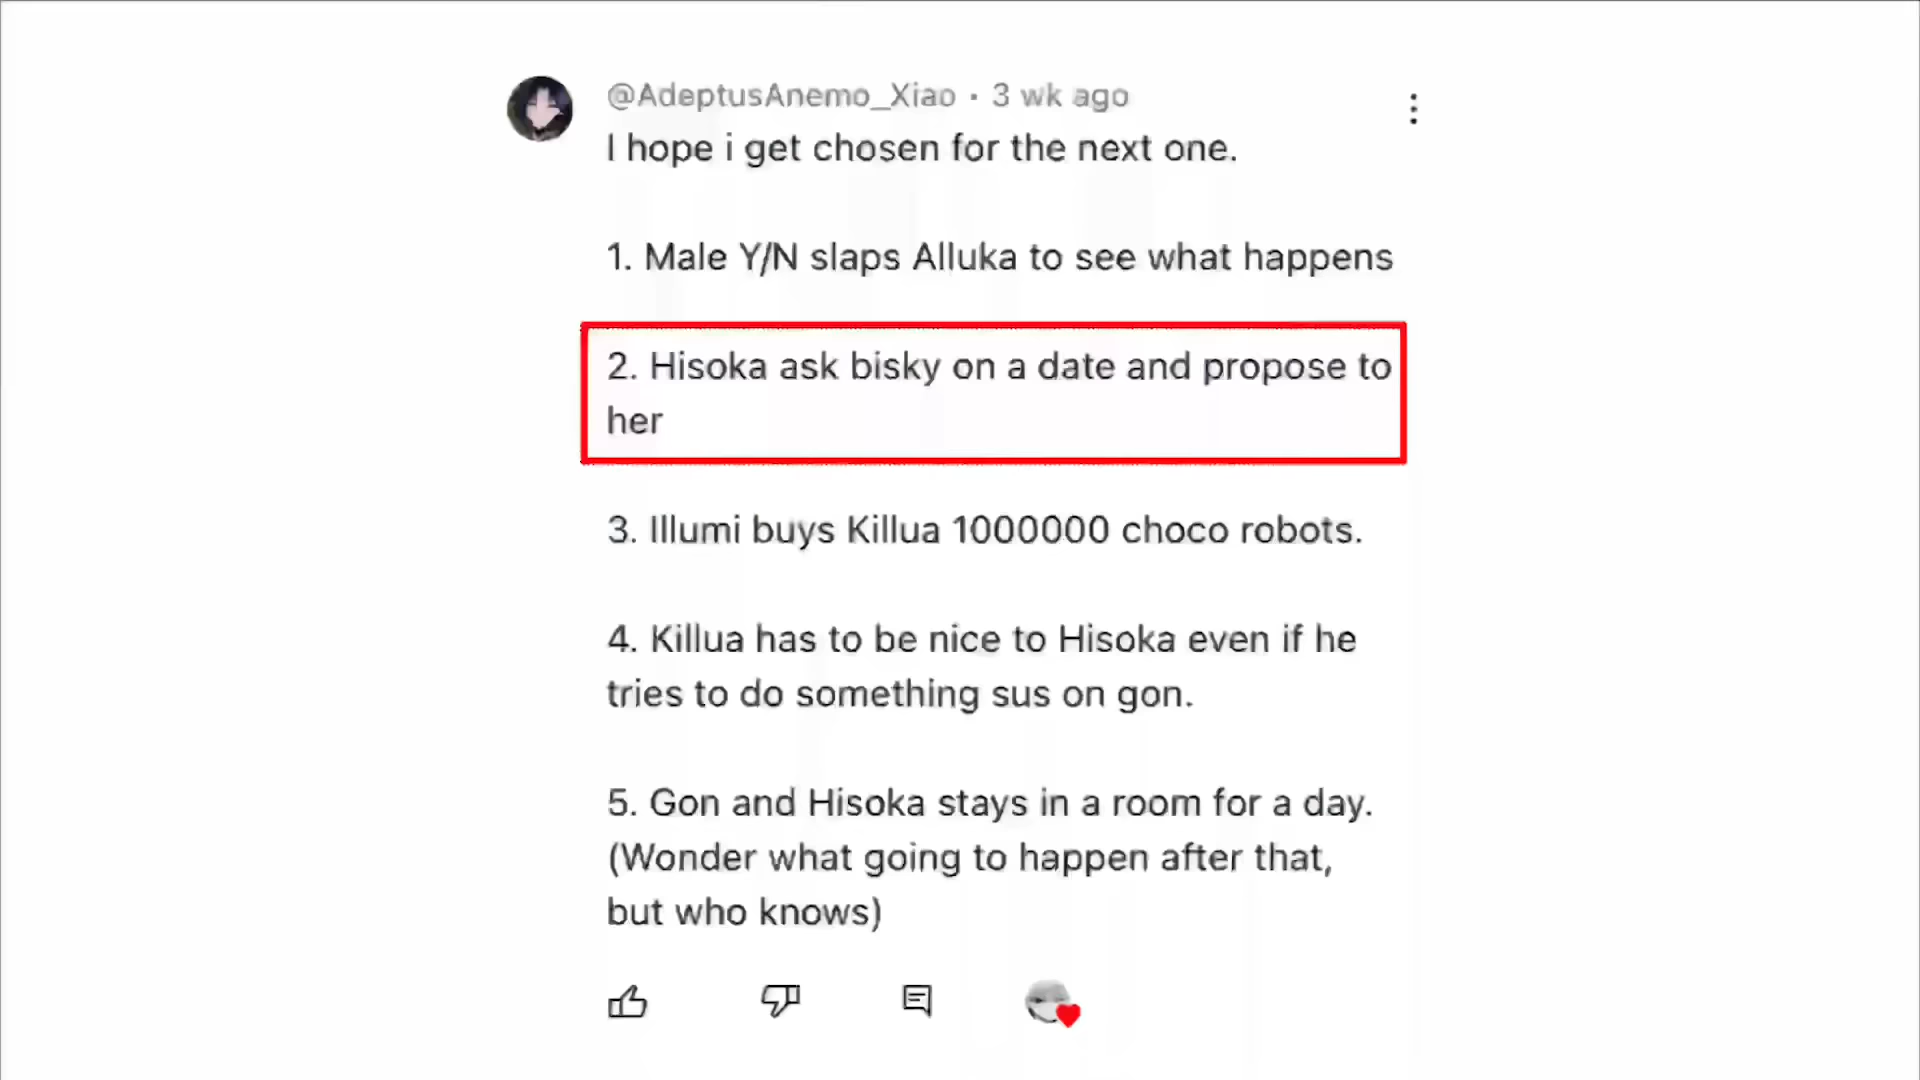 @AdeptusAnemo_Xiao · 3 wk ago
I hope i get chosen for the next one.
1. Male Y/N slaps Alluka to see what happens
2. Hisoka ask bisky on a date and propose to
her
3. Illumi buys Killua 1000000 choco robots.
4. Killua has to be nice to Hisoka even if he
tries to do something sus on gon.
5. Gon and Hisoka stays in a room for a day.
(Wonder what going to happen after that,
but who knows)